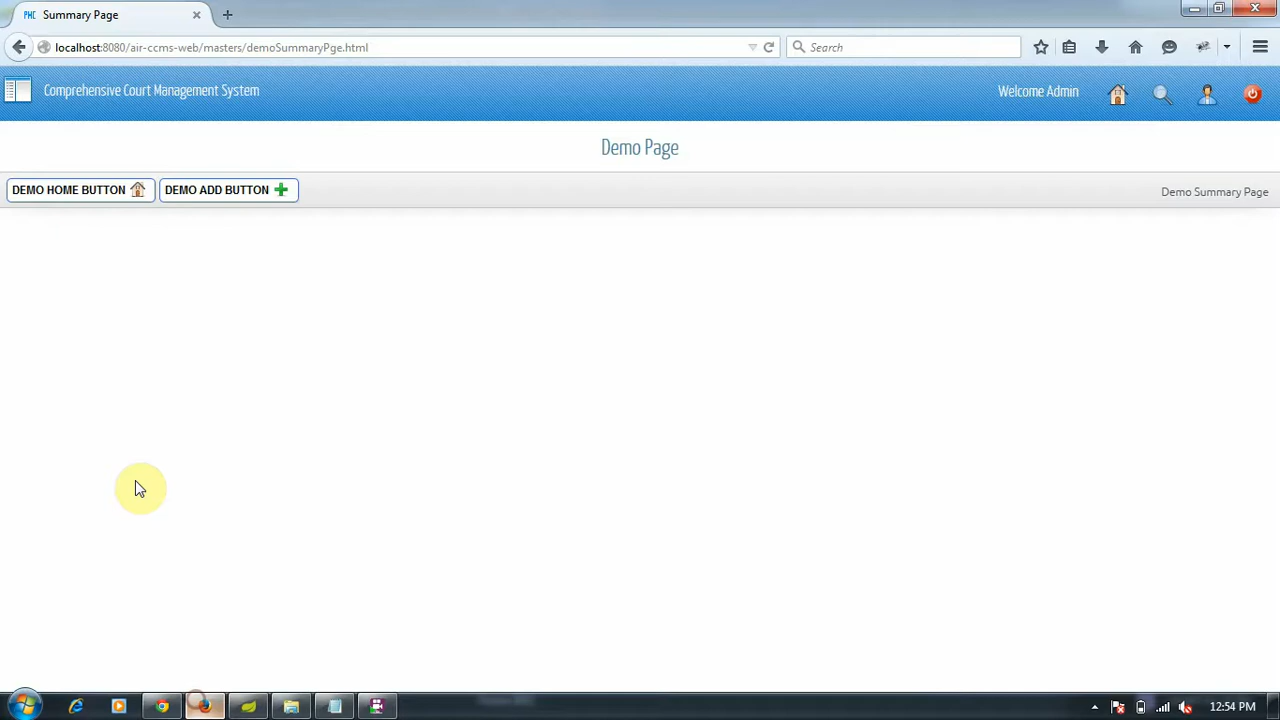 PHC Summary Page
localhost:8080/air-ccms-web/masters/demoSummaryPge.html
Search
Comprehensive Court Management System
Welcome Admin
Demo Page
DEMO HOME BUTTON
DEMO ADD BUTTON
Demo Summary Page
12:54 PM